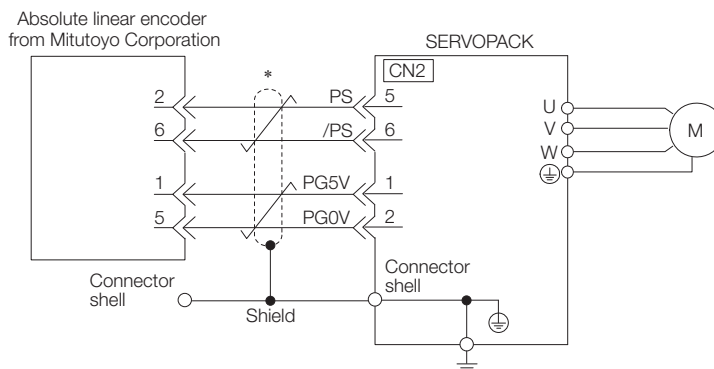 Absolute linear encoder
from Mitutoyo Corporation
SERVOPACK
CN2
*
2 PS 5
6 /PS 6
1 PG5V 1
5 PG0V 2
U
V
W
M
Connector
shell
Shield
Connector
shell